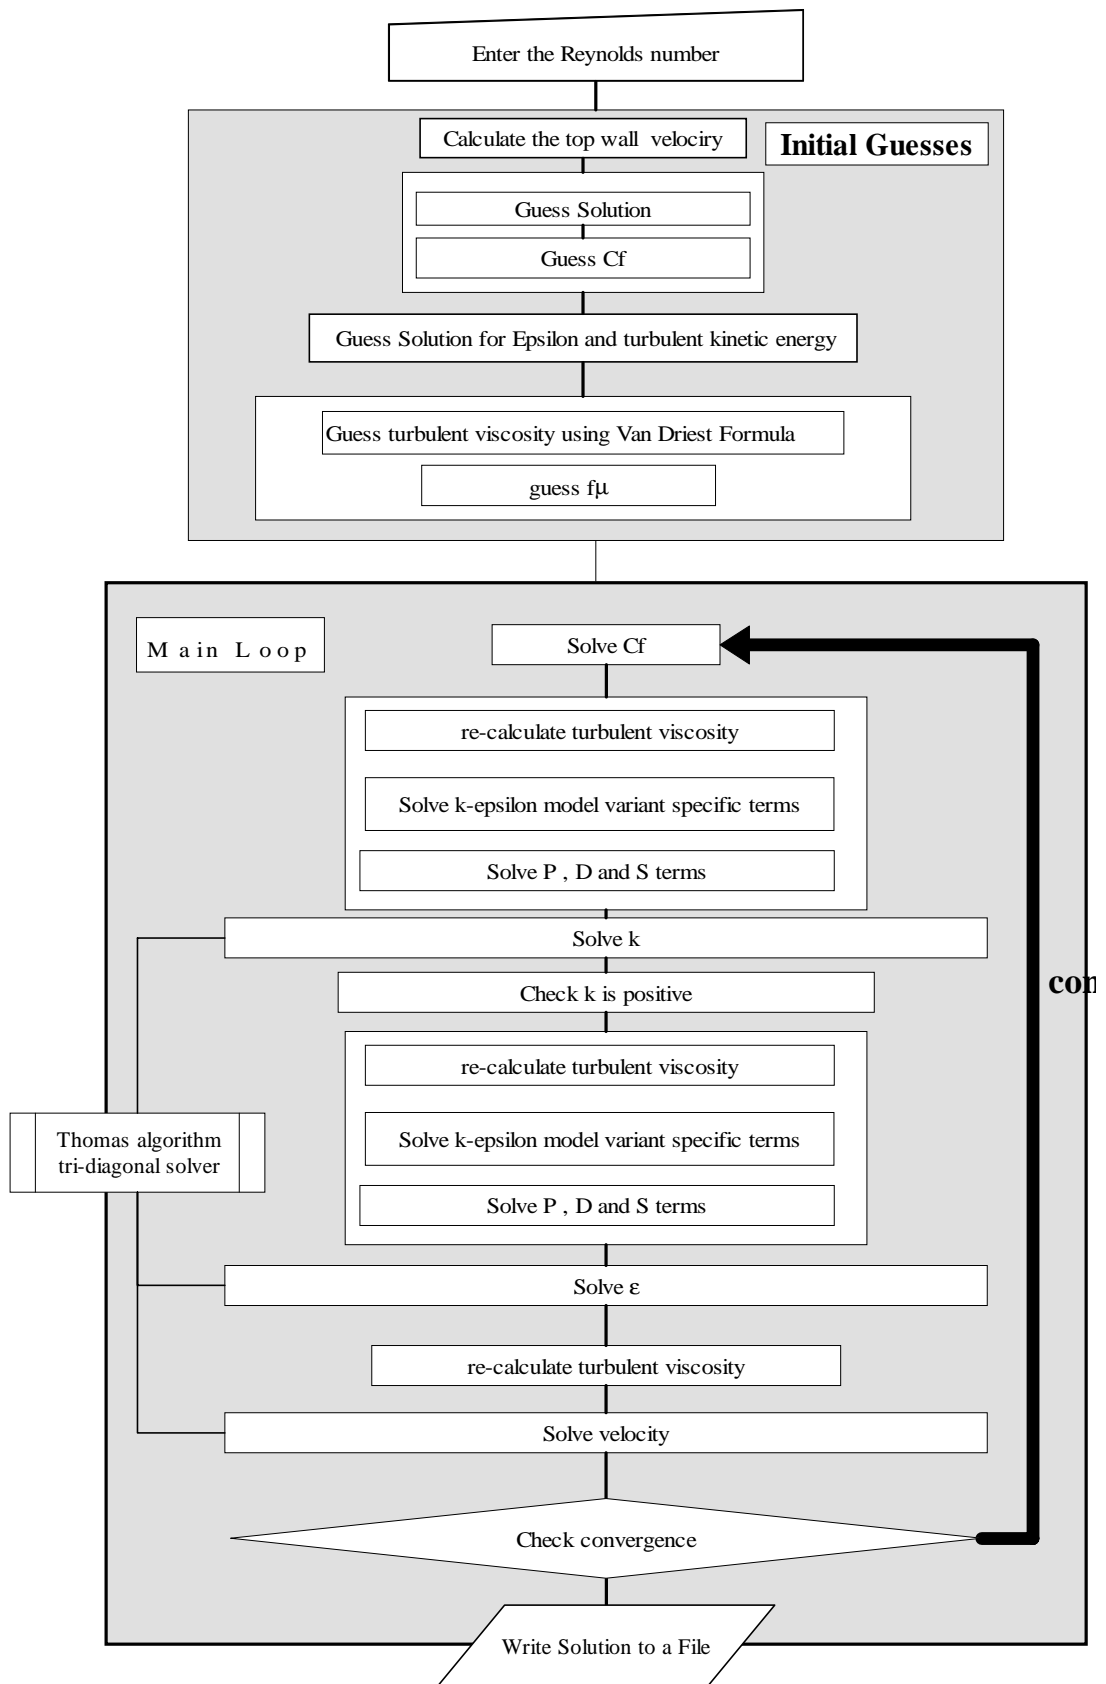 Enter the Reynolds number
Calculate the top wall velociry
Initial Guesses
Guess Solution
Guess Cf
Guess Solution for Epsilon and turbulent kinetic energy
Guess turbulent viscosity using Van Driest Formula
guess fμ
Main Loop
Solve Cf
re-calculate turbulent viscosity
Solve k-epsilon model variant specific terms
Solve P , D and S terms
Solve k
Check k is positive
re-calculate turbulent viscosity
Solve k-epsilon model variant specific terms
Thomas algorithm
tri-diagonal solver
Solve P , D and S terms
Solve ε
re-calculate turbulent viscosity
Solve velocity
Check convergence
Write Solution to a File